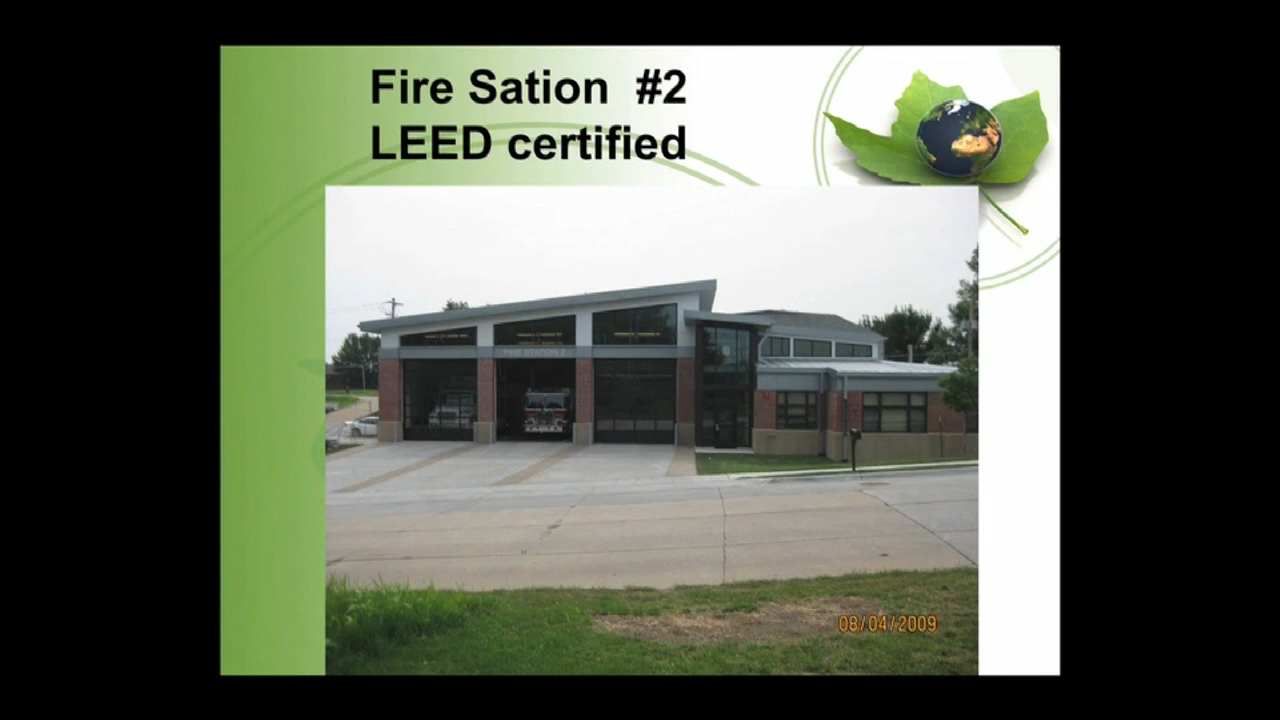 Fire Sation #2
LEED certified
FIRE STATION 2
08/04/2009